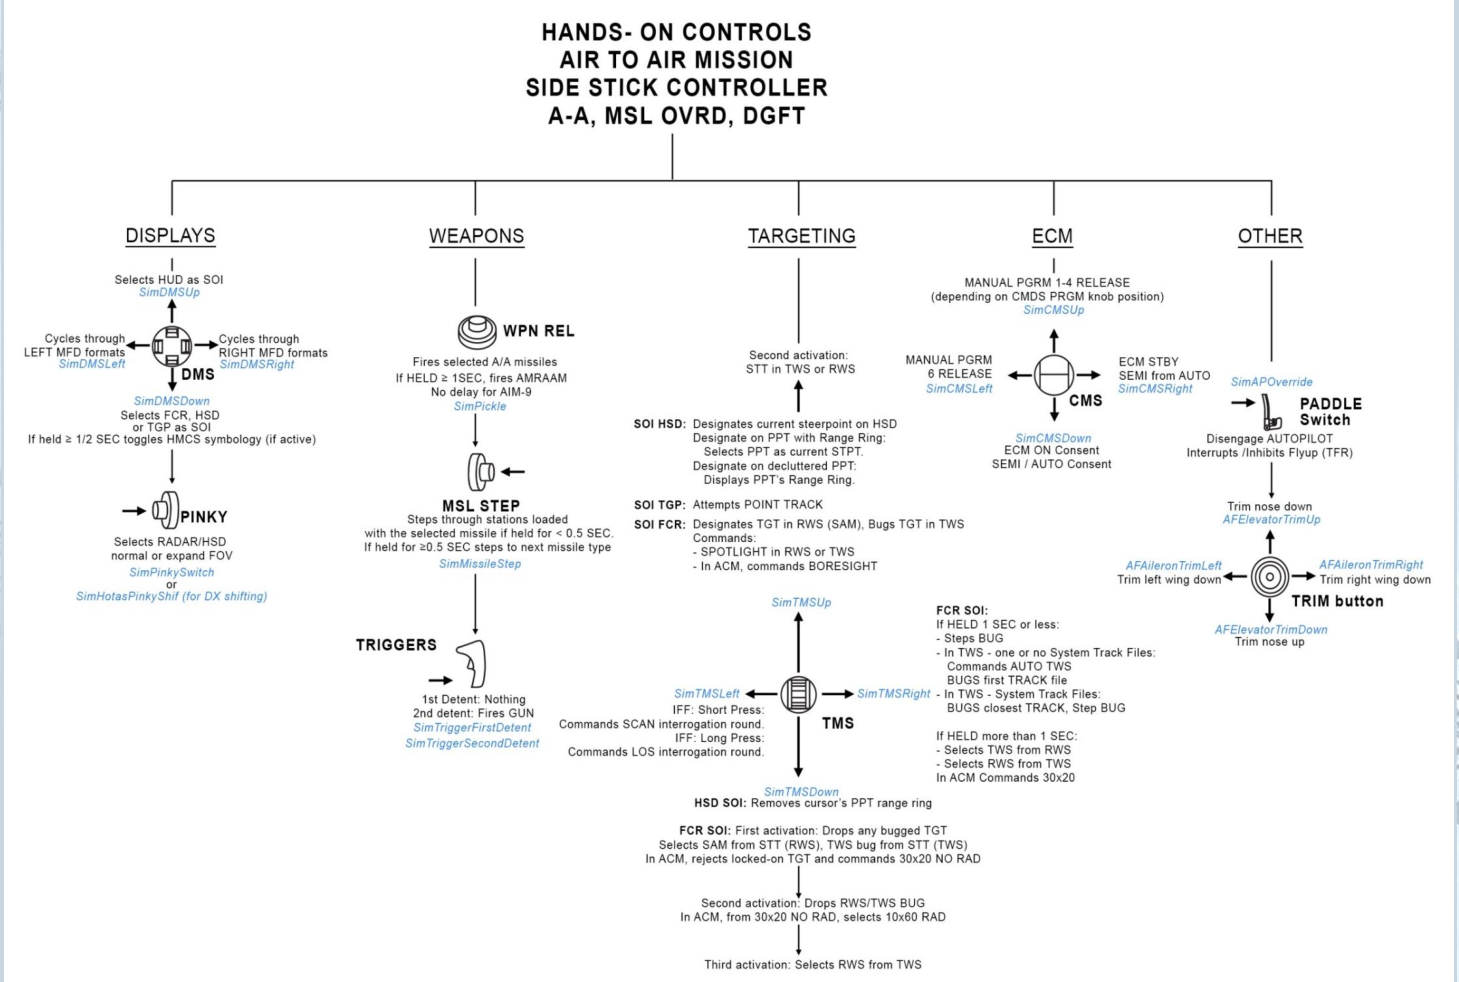 HANDS- ON CONTROLS
AIR TO AIR MISSION
SIDE STICK CONTROLLER
A-A, MSL OVRD, DGFT
DISPLAYS
Selects HUD as SOI
SimDMSUp
Cycles through
LEFT MFD formats
SimDMSLeft
Cycles through
RIGHT MFD formats
SimDMSRight
DMS
SimDMSDown
Selects FCR, HSD
or TGP as SOI
If held ≥ 1/2 SEC toggles HMCS symbology (if active)
PINKY
Selects RADAR/HSD
normal or expand FOV
SimPinkySwitch
or
SimHotasPinkyShif (for DX shifting)
WEAPONS
WPN REL
Fires selected A/A missiles
If HELD ≥ 1SEC, fires AMRAAM
No delay for AIM-9
SimPickle
MSL STEP
Steps through stations loaded
with the selected missile if held for < 0.5 SEC.
If held for ≥0.5 SEC steps to next missile type
SimMissileStep
TRIGGERS
1st Detent: Nothing
2nd detent: Fires GUN
SimTriggerFirstDetent
SimTriggerSecondDetent
TARGETING
Second activation:
STT in TWS or RWS
SOI HSD: Designates current steerpoint on HSD
Designate on PPT with Range Ring:
Selects PPT as current STPT.
Designate on decluttered PPT:
Displays PPT's Range Ring.
SOI TGP: Attempts POINT TRACK
SOI FCR: Designates TGT in RWS (SAM), Bugs TGT in TWS
Commands:
- SPOTLIGHT in RWS or TWS
- In ACM, commands BORESIGHT
SimTMSUp
SimTMSLeft
IFF: Short Press:
Commands SCAN interrogation round.
IFF: Long Press:
Commands LOS interrogation round.
TMS
SimTMSRight
FCR SOI:
If HELD 1 SEC or less:
- Steps BUG
- In TWS - one or no System Track Files:
Commands AUTO TWS
BUGS first TRACK file
- In TWS - System Track Files:
BUGS closest TRACK, Step BUG
If HELD more than 1 SEC:
- Selects TWS from RWS
- Selects RWS from TWS
In ACM Commands 30x20
SimTMSDown
HSD SOI: Removes cursor's PPT range ring
FCR SOI: First activation: Drops any bugged TGT
Selects SAM from STT (RWS), TWS bug from STT (TWS)
In ACM, rejects locked-on TGT and commands 30x20 NO RAD
Second activation: Drops RWS/TWS BUG
In ACM, from 30x20 NO RAD, selects 10x60 RAD
Third activation: Selects RWS from TWS
ECM
MANUAL PGRM 1-4 RELEASE
(depending on CMDS PRGM knob position)
SimCMSUp
MANUAL PGRM
6 RELEASE
SimCMSLeft
ECM STBY
SEMI from AUTO
SimCMSRight
CMS
SimCMSDown
ECM ON Consent
SEMI / AUTO Consent
OTHER
SimAPOverride
PADDLE
Switch
Disengage AUTOPILOT
Interrupts /Inhibits Flyup (TFR)
Trim nose down
AFElevatorTrimUp
AFAileronTrimLeft
Trim left wing down
AFAileronTrimRight
Trim right wing down
TRIM button
AFElevatorTrimDown
Trim nose up